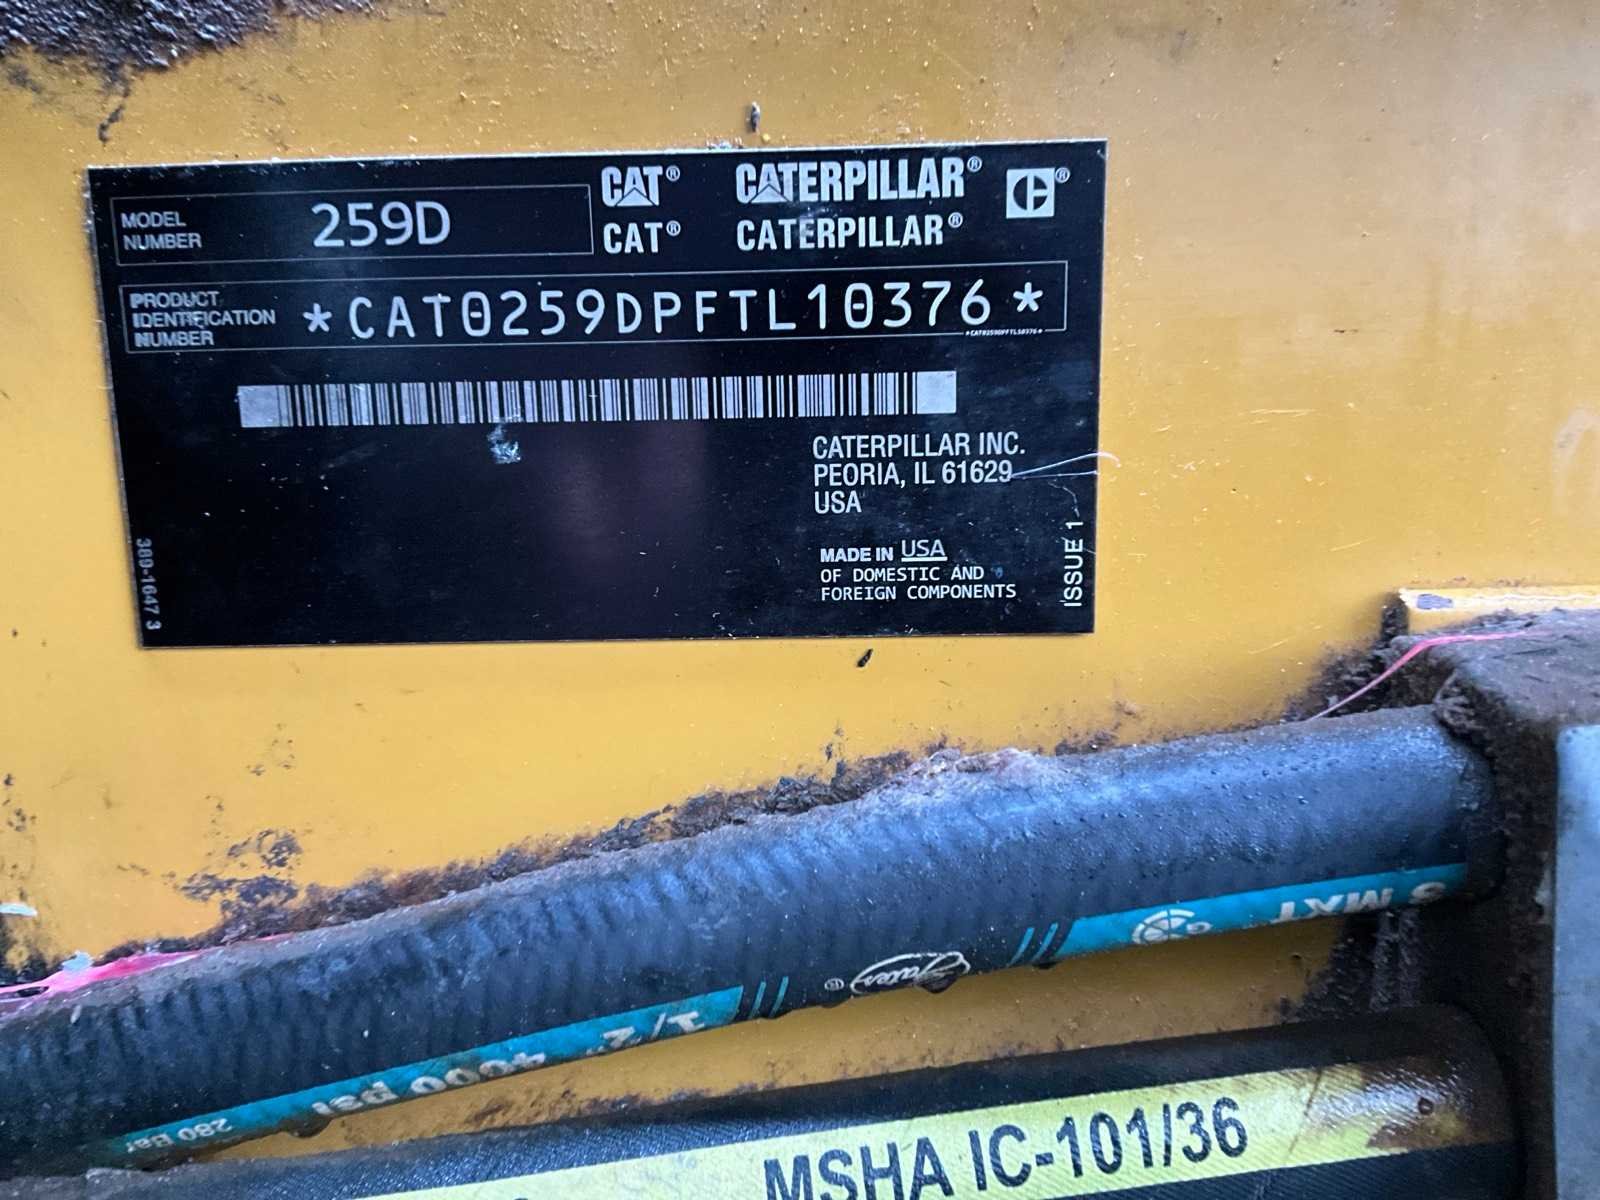 MODEL NUMBER 259D
CAT® CATERPILLAR® ®
CAT® CATERPILLAR®
PRODUCT IDENTIFICATION NUMBER *CAT0259DPFTL10376*
CATERPILLAR INC.
PEORIA, IL 61629
USA
MADE IN USA
OF DOMESTIC AND
FOREIGN COMPONENTS
ISSUE 1
389-1647 3
S MXT
Gates®
1/2" 4000 psi
280 Bar
MSHA IC-101/36